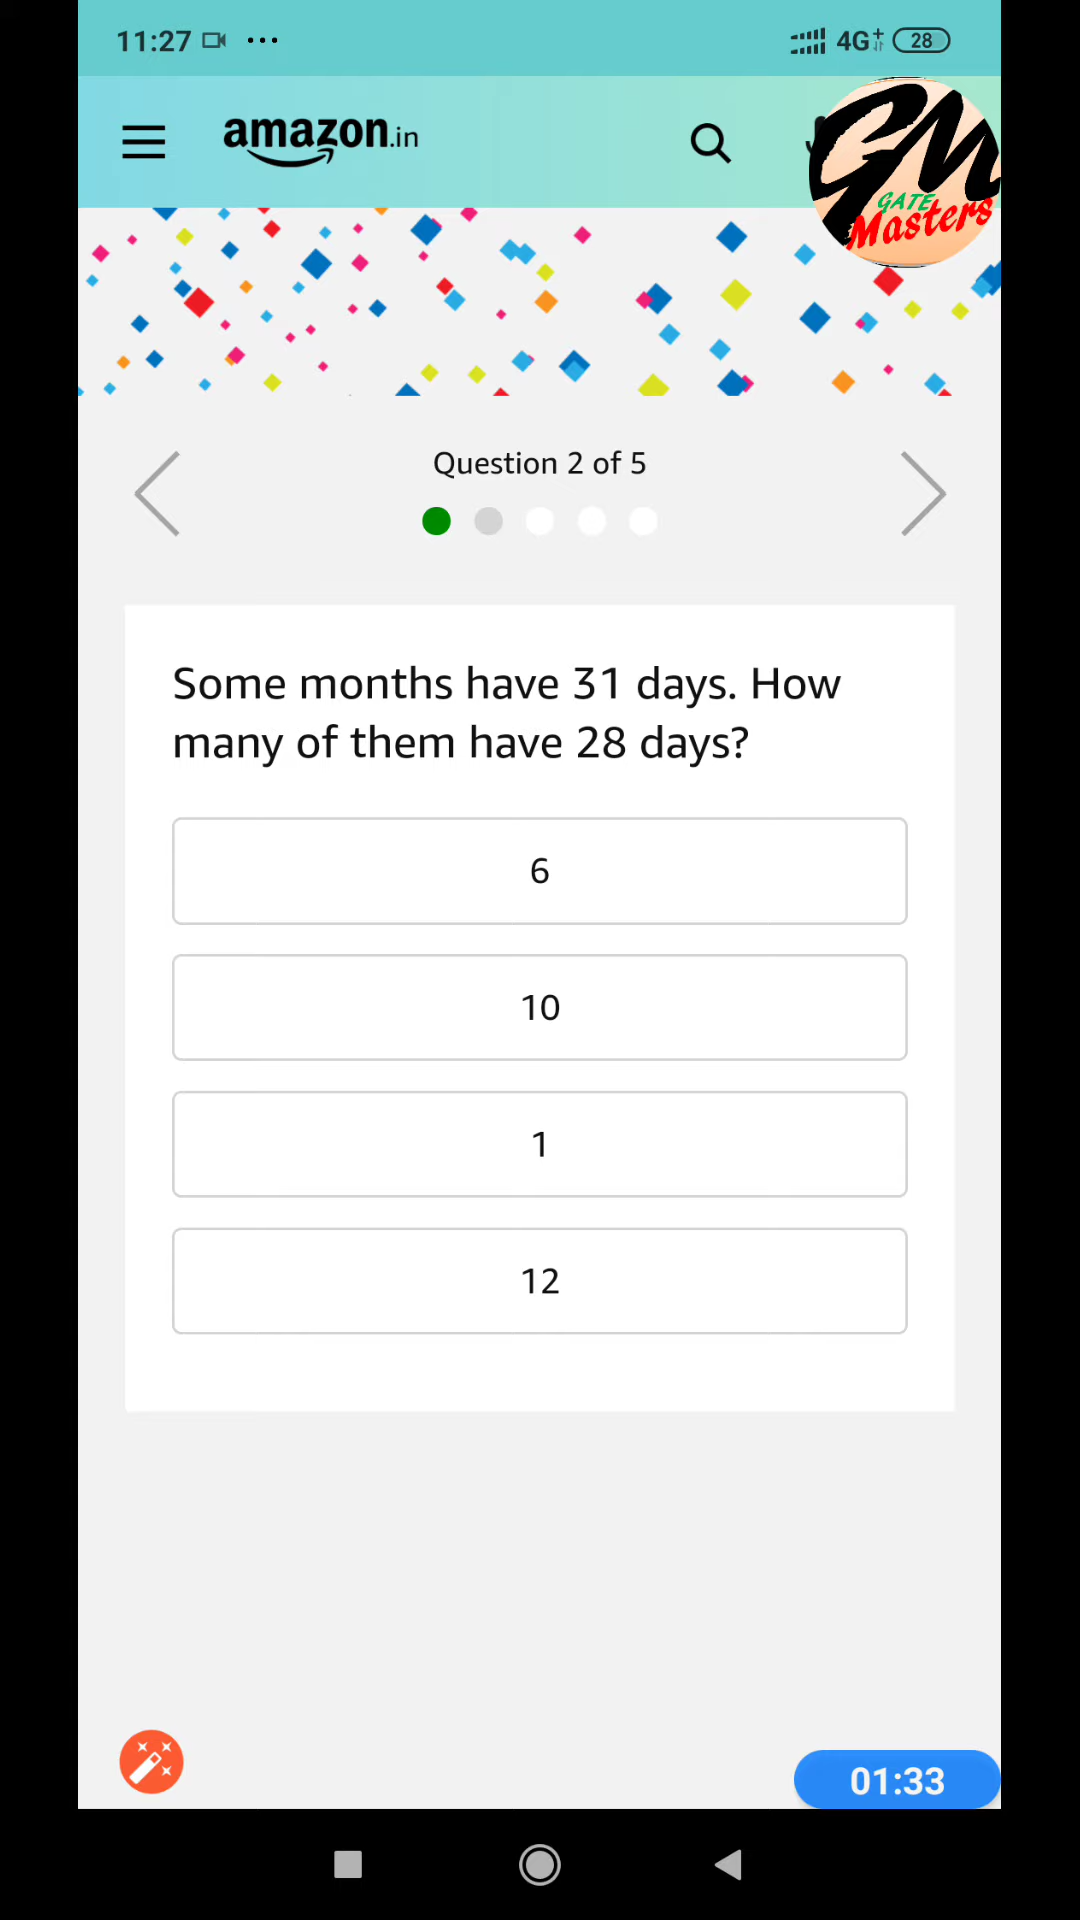 11:27
4G+ 28
amazon.in
GM
GATE
Masters
Question 2 of 5
Some months have 31 days. How
many of them have 28 days?
6
10
1
12
01:33